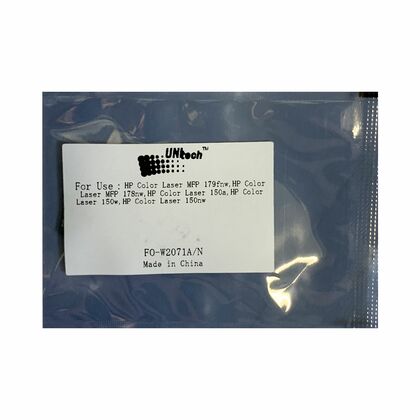 UNItech™
For Use : HP Color Laser MFP 179fnw,HP Color
Laser MFP 178nw,HP Color Laser 150a,HP Color
Laser 150w,HP Color Laser 150nw
FO-W2071A/N
Made in China